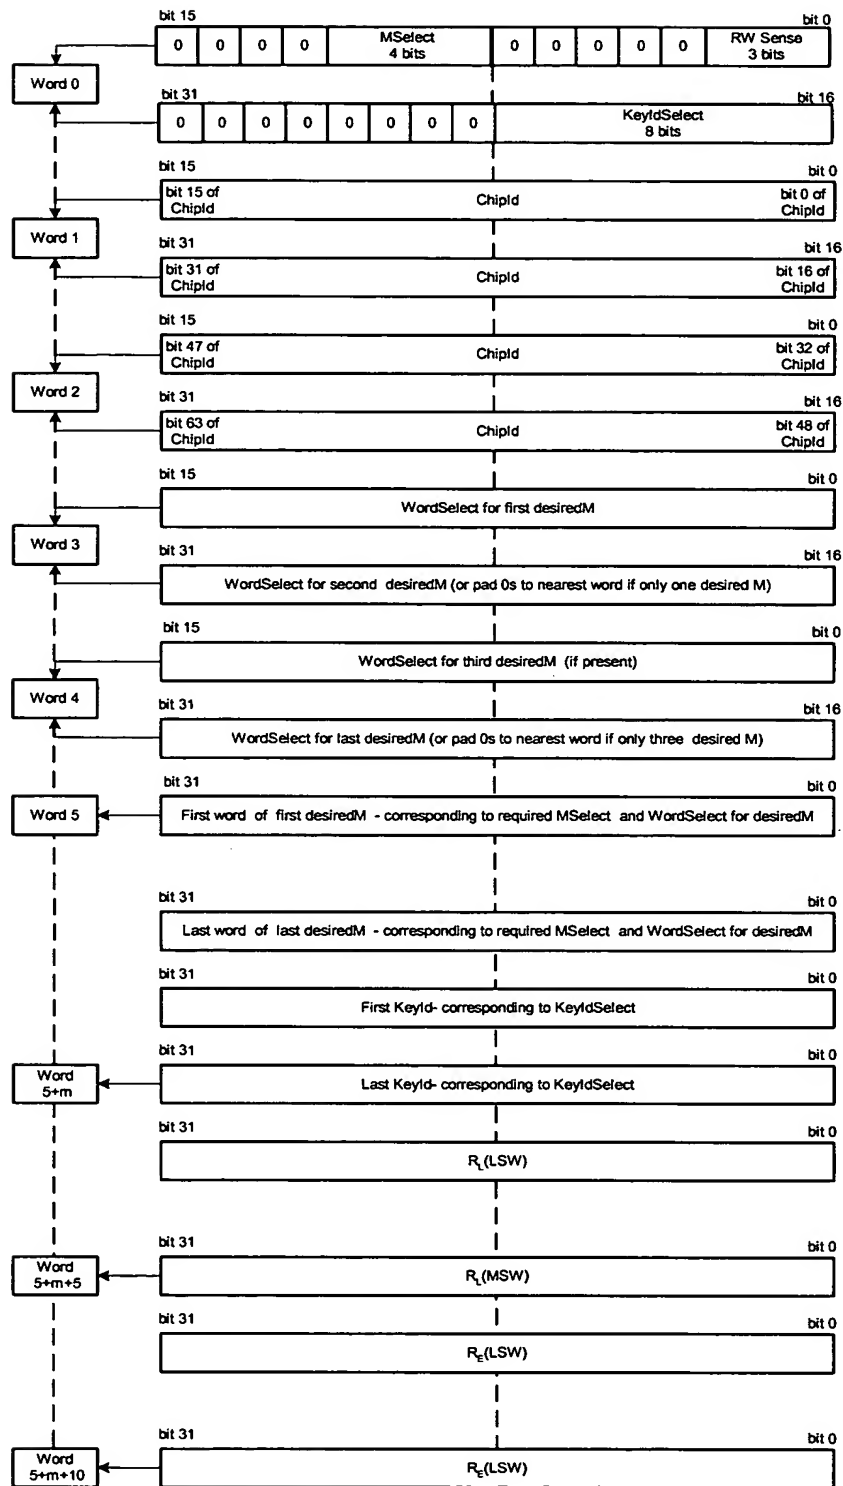 bit 15
bit 0
0 0 0 0 MSelect 0 0 0 0 0 RW Sense
4 bits 3 bits
Word 0
bit 31
bit 16
0 0 0 0 0 0 0 0 KeyIdSelect
8 bits
bit 15
bit 0
bit 15 of ChipId bit 0 of
ChipId ChipId
Word 1
bit 31
bit 16
bit 31 of ChipId bit 16 of
ChipId ChipId
bit 15
bit 0
bit 47 of ChipId bit 32 of
ChipId ChipId
Word 2
bit 31
bit 16
bit 63 of ChipId bit 48 of
ChipId ChipId
bit 15
bit 0
WordSelect for first desiredM
Word 3
bit 31
bit 16
WordSelect for second desiredM (or pad 0s to nearest word if only one desired M)
bit 15
bit 0
WordSelect for third desiredM (if present)
Word 4
bit 31
bit 16
WordSelect for last desiredM (or pad 0s to nearest word if only three desired M)
bit 31
bit 0
Word 5
First word of first desiredM - corresponding to required MSelect and WordSelect for desiredM
bit 31
bit 0
Last word of last desiredM - corresponding to required MSelect and WordSelect for desiredM
bit 31
bit 0
First KeyId- corresponding to KeyIdSelect
bit 31
bit 0
Word
5+m
Last KeyId- corresponding to KeyIdSelect
bit 31
bit 0
R_L(LSW)
bit 31
bit 0
Word
5+m+5
R_L(MSW)
bit 31
bit 0
R_E(LSW)
bit 31
bit 0
Word
5+m+10
R_E(LSW)